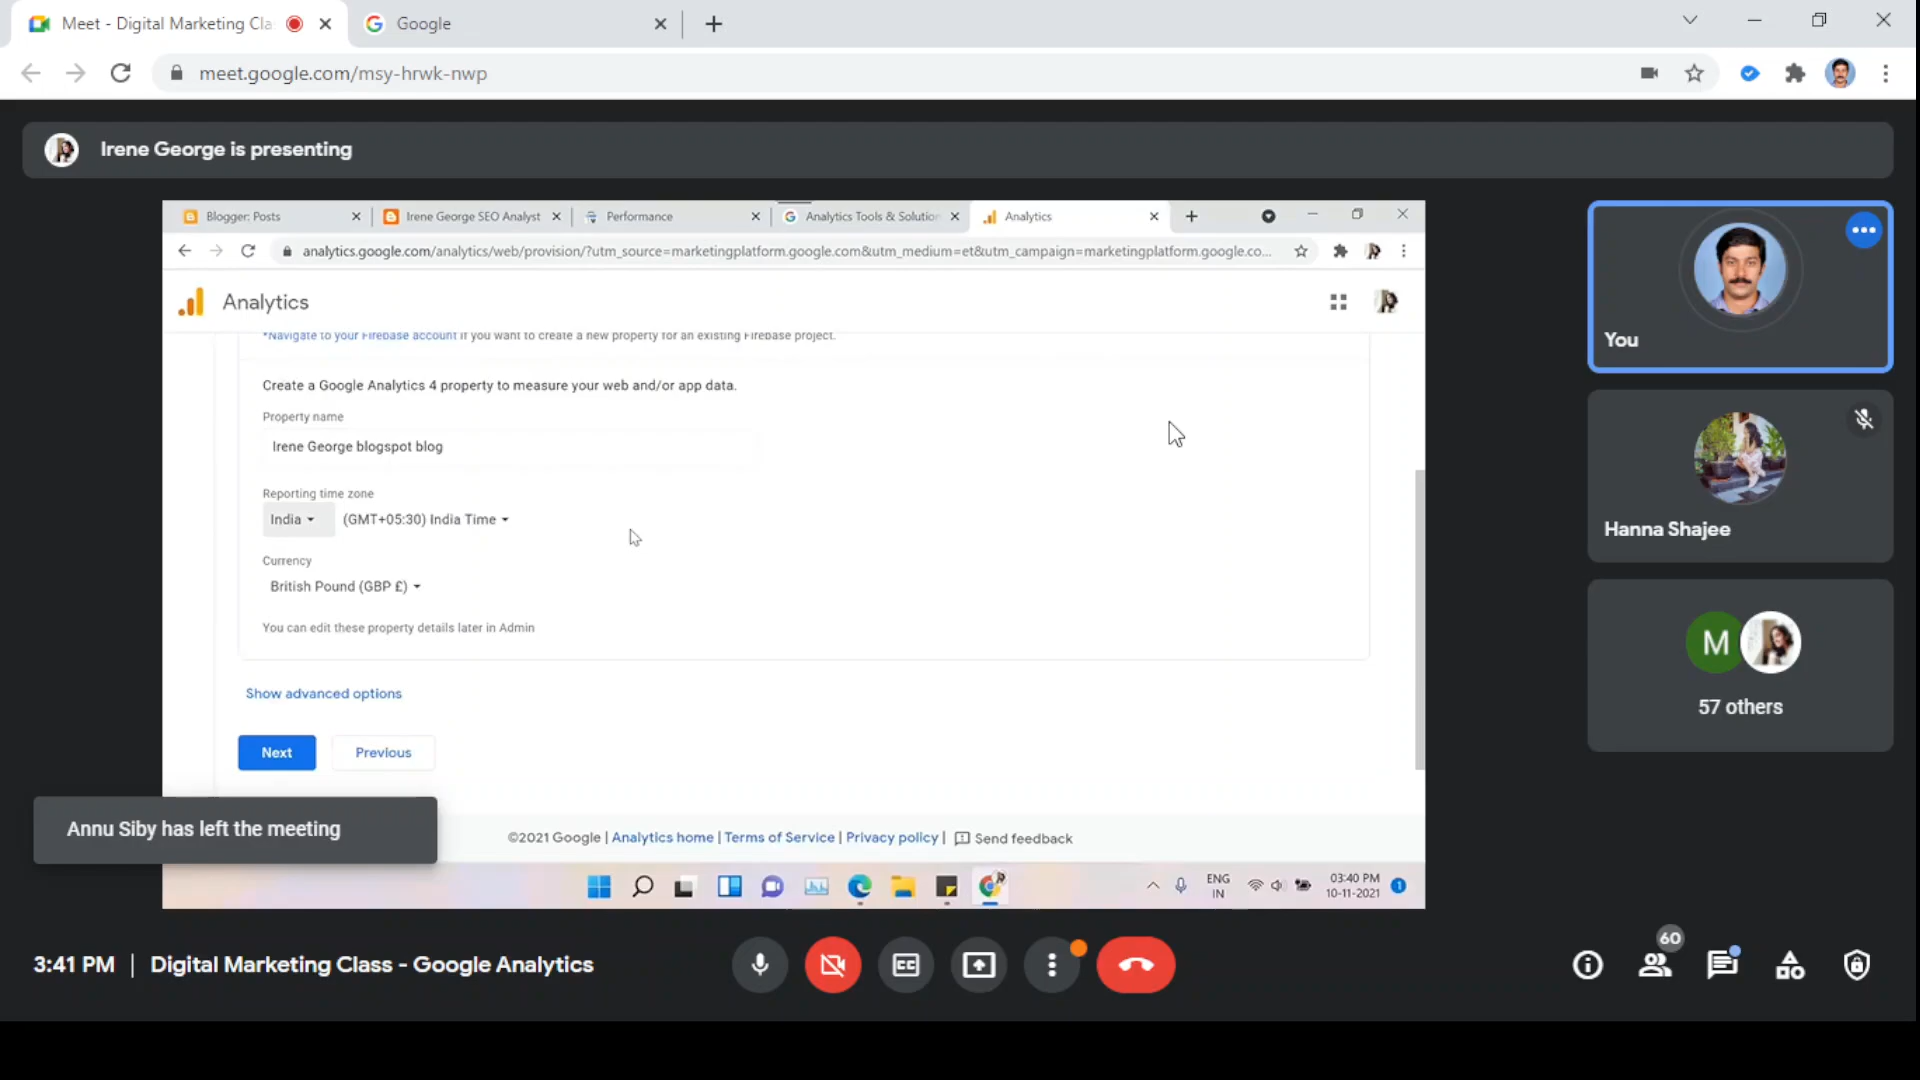 Meet - Digital Marketing Cla
Google
meet.google.com/msy-hrwk-nwp
Irene George is presenting
Blogger: Posts
Irene George SEO Analyst
Performance
Analytics Tools & Solution
Analytics
analytics.google.com/analytics/web/provision/?utm_source=marketingplatform.google.com&utm_medium=et&utm_campaign=marketingplatform.google.co...
Analytics
*Navigate to your Firebase account if you want to create a new property for an existing Firebase project.
Create a Google Analytics 4 property to measure your web and/or app data.
Property name
Irene George blogspot blog
Reporting time zone
India (GMT+05:30) India Time
Currency
British Pound (GBP £)
You can edit these property details later in Admin
Show advanced options
Next
Previous
©2021 Google | Analytics home | Terms of Service | Privacy policy | Send feedback
ENG
IN
03:40 PM
10-11-2021
1
You
Hanna Shajee
M
57 others
Annu Siby has left the meeting
3:41 PM | Digital Marketing Class - Google Analytics
CC
60